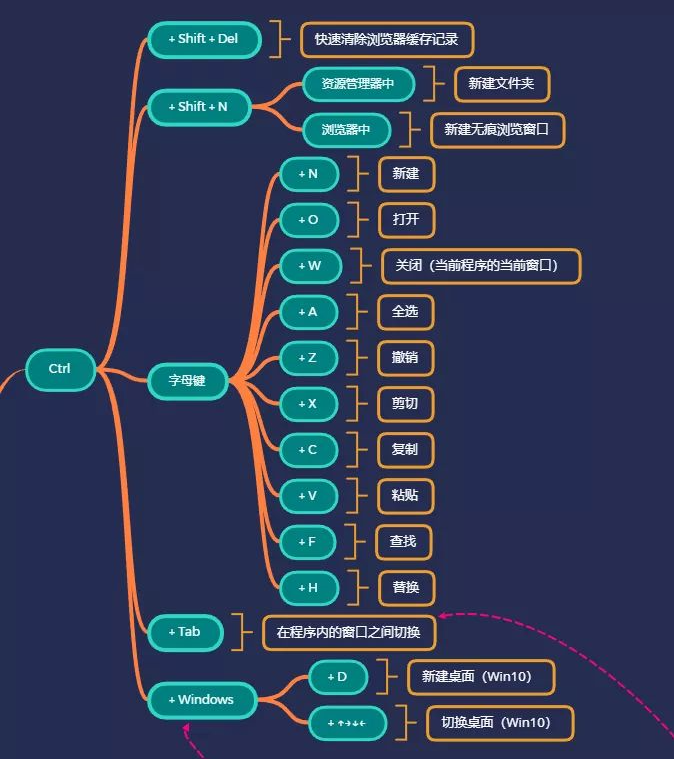 + Shift + Del
快速清除浏览器缓存记录
+ Shift + N
资源管理器中
新建文件夹
浏览器中
新建无痕浏览窗口
Ctrl
字母键
+ N
新建
+ O
打开
+ W
关闭（当前程序的当前窗口）
+ A
全选
+ Z
撤销
+ X
剪切
+ C
复制
+ V
粘贴
+ F
查找
+ H
替换
+ Tab
在程序内的窗口之间切换
+ Windows
+ D
新建桌面（Win10）
+ ↑→↓←
切换桌面（Win10）